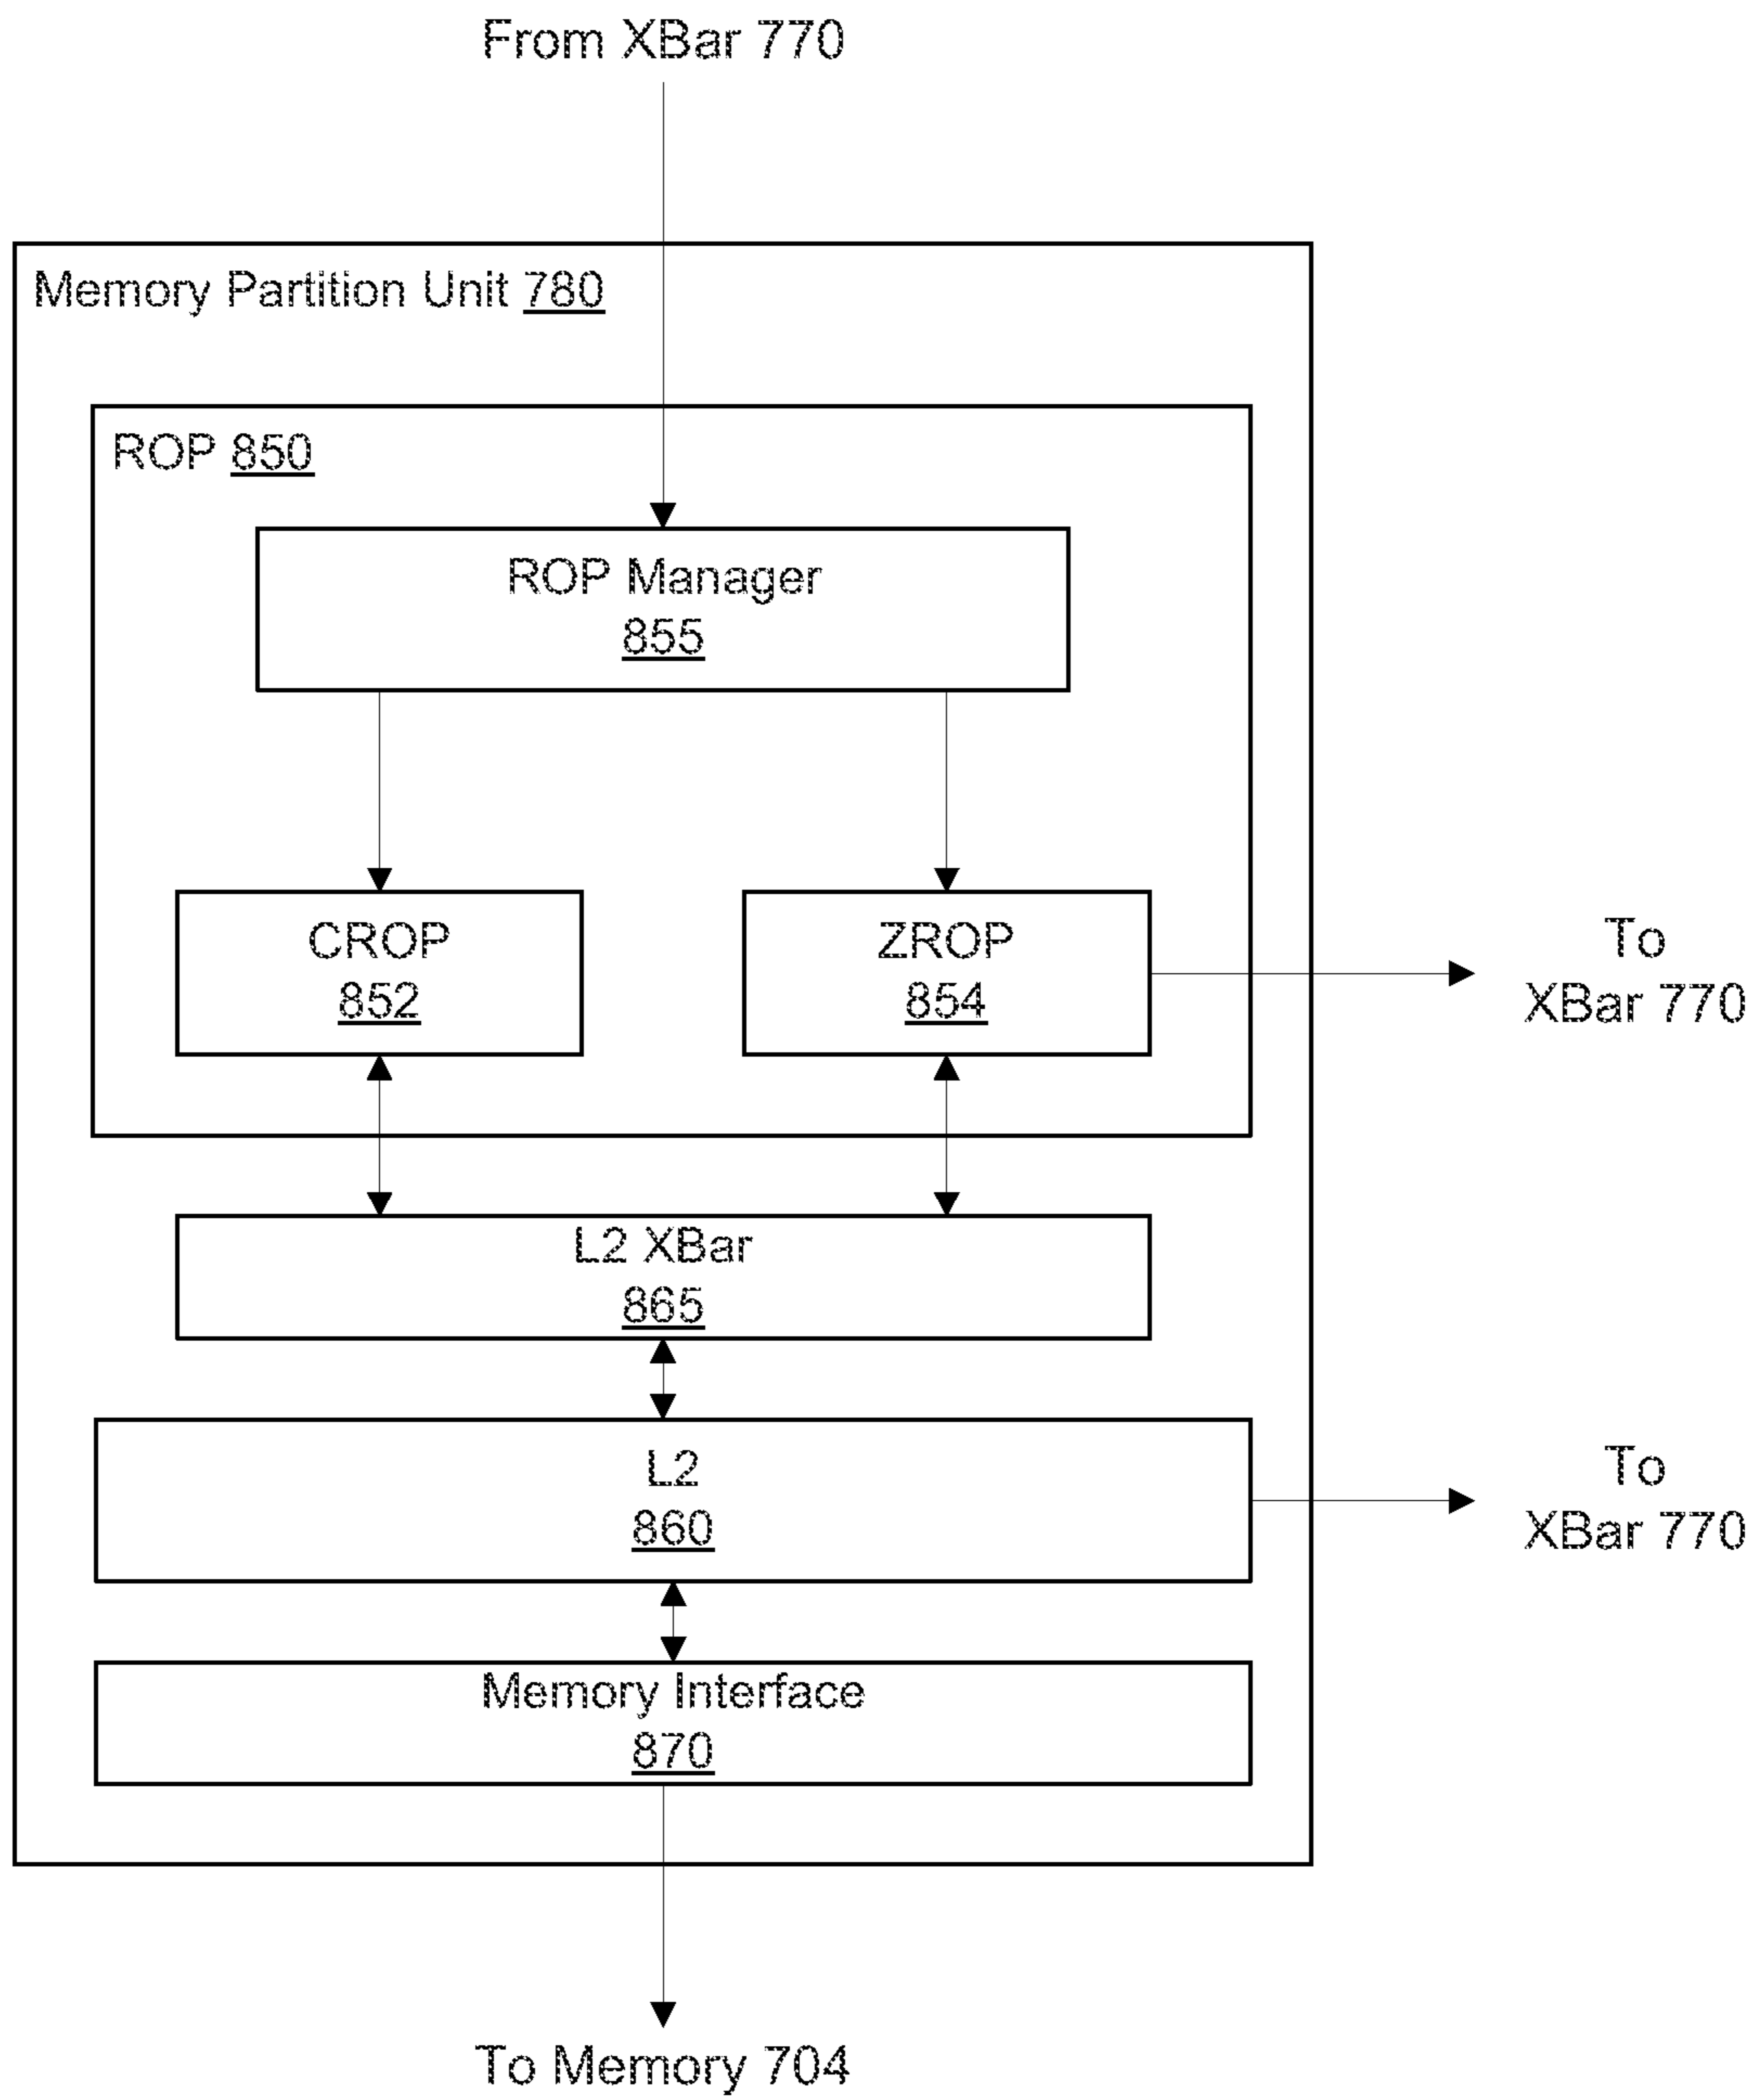 From XBar 770
Memory Partition Unit 780
ROP 850
ROP Manager
855
CROP
852
ZROP
854
To
XBar 770
L2 XBar
865
L2
860
To
XBar 770
Memory Interface
870
To Memory 704